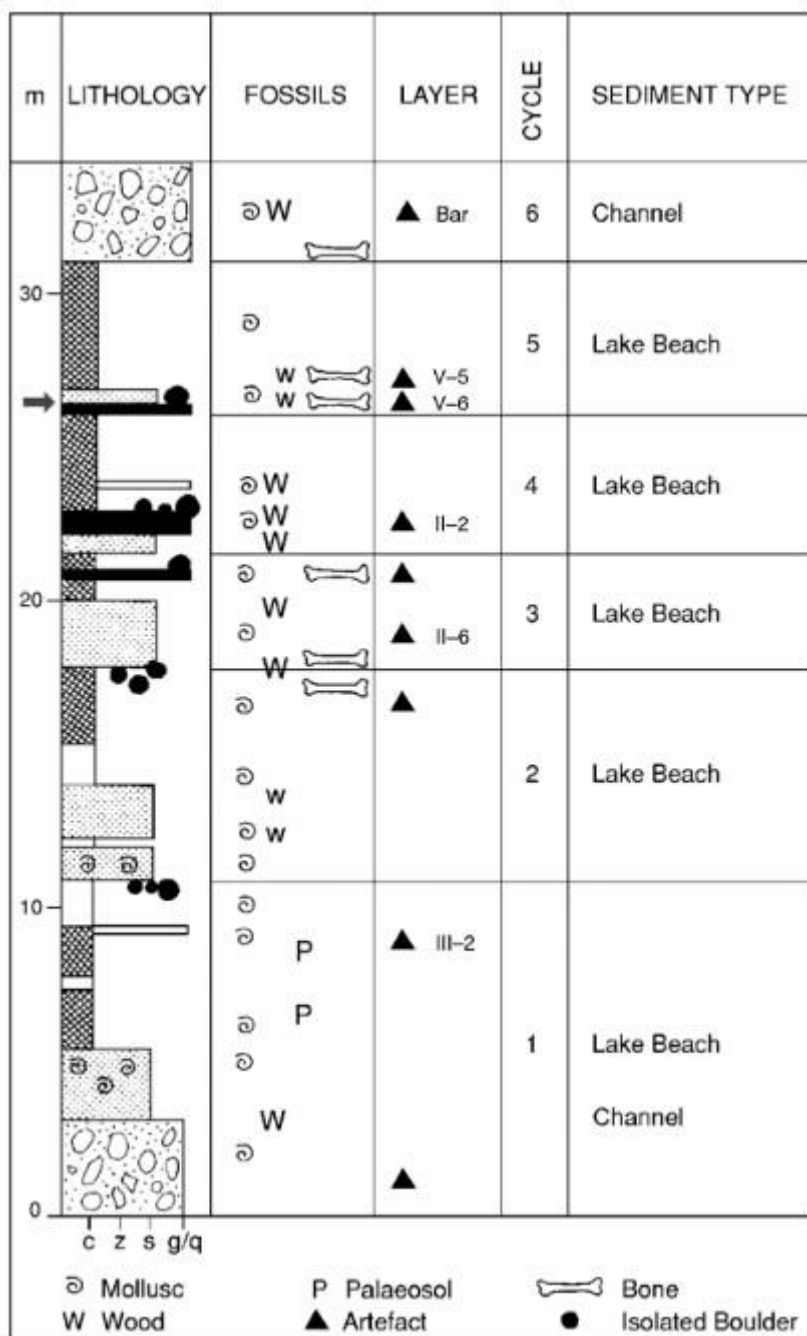 m LITHOLOGY FOSSILS LAYER CYCLE SEDIMENT TYPE
W Bar 6 Channel
30
5 Lake Beach
W V–5
W V–6
W 4 Lake Beach
W II–2
W
20
W 3 Lake Beach
II–6
W
2 Lake Beach
W
W
10
III–2
P
P
1 Lake Beach
W Channel
0
c z s g/q
Mollusc P Palaeosol Bone
W Wood Artefact Isolated Boulder